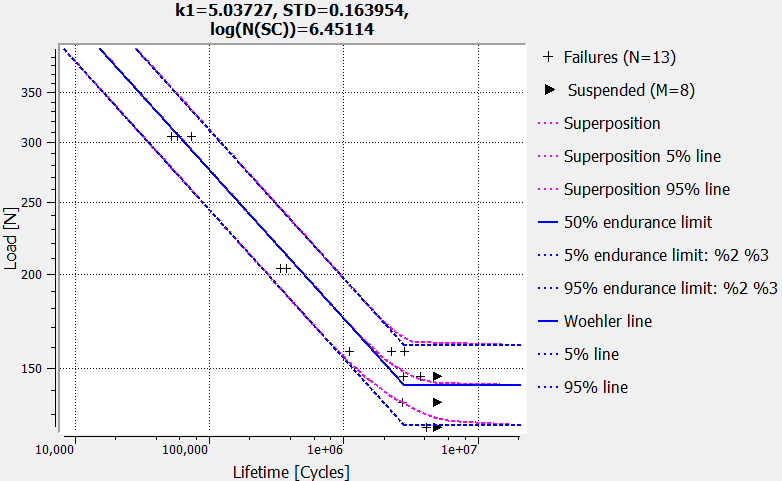 k1=5.03727, STD=0.163954,
log(N(SC))=6.45114
Load [N]
350
300
250
200
150
10,000
100,000
1e+06
1e+07
Lifetime [Cycles]
Failures (N=13)
Suspended (M=8)
Superposition
Superposition 5% line
Superposition 95% line
50% endurance limit
5% endurance limit: %2 %3
95% endurance limit: %2 %3
Woehler line
5% line
95% line